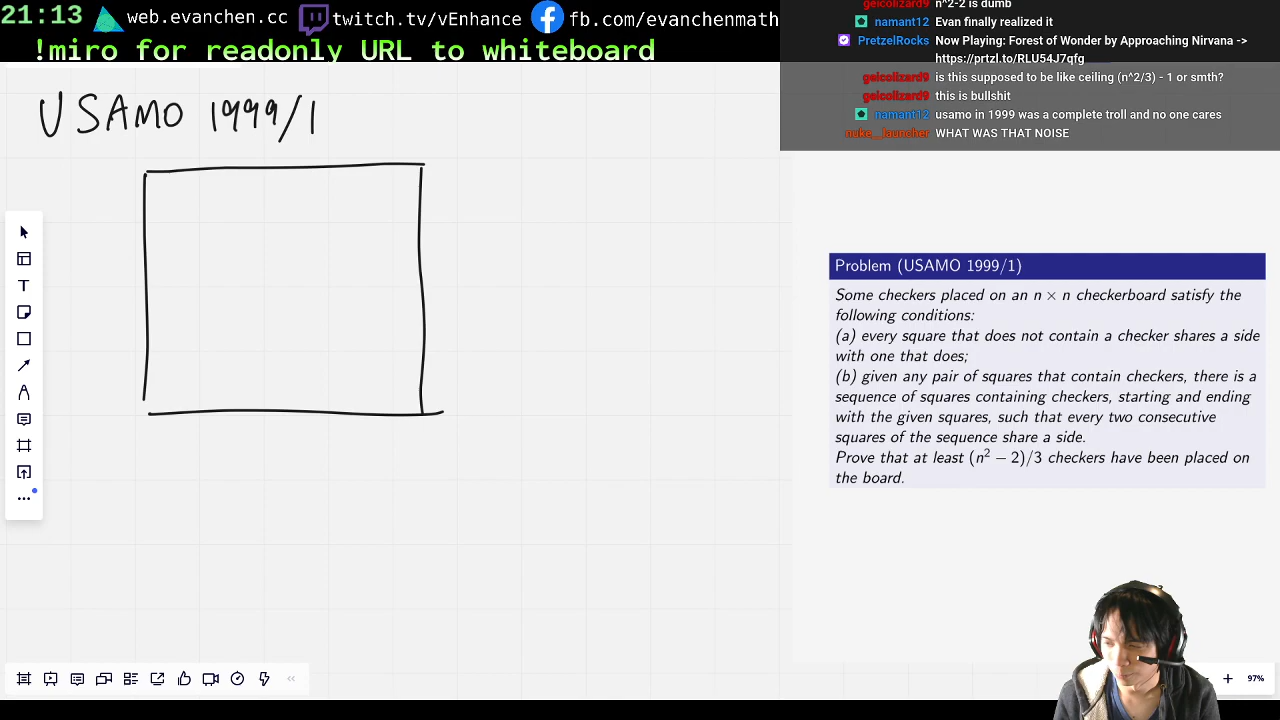 21:13 web.evanchen.cc twitch.tv/vEnhance fb.com/evanchenmath
!miro for readonly URL to whiteboard
geicolizard9 n^2-2 is dumb
namant12 Evan finally realized it
PretzelRocks Now Playing: Forest of Wonder by Approaching Nirvana ->
https://prtzl.to/RLU54J7qfg
geicolizard9 is this supposed to be like ceiling (n^2/3) - 1 or smth?
geicolizard9 this is bullshit
namant12 usamo in 1999 was a complete troll and no one cares
nuke__launcher WHAT WAS THAT NOISE
USAMO 1999/1
Problem (USAMO 1999/1)
Some checkers placed on an n × n checkerboard satisfy the
following conditions:
(a) every square that does not contain a checker shares a side
with one that does;
(b) given any pair of squares that contain checkers, there is a
sequence of squares containing checkers, starting and ending
with the given squares, such that every two consecutive
squares of the sequence share a side.
Prove that at least (n² − 2)/3 checkers have been placed on
the board.
T
97%